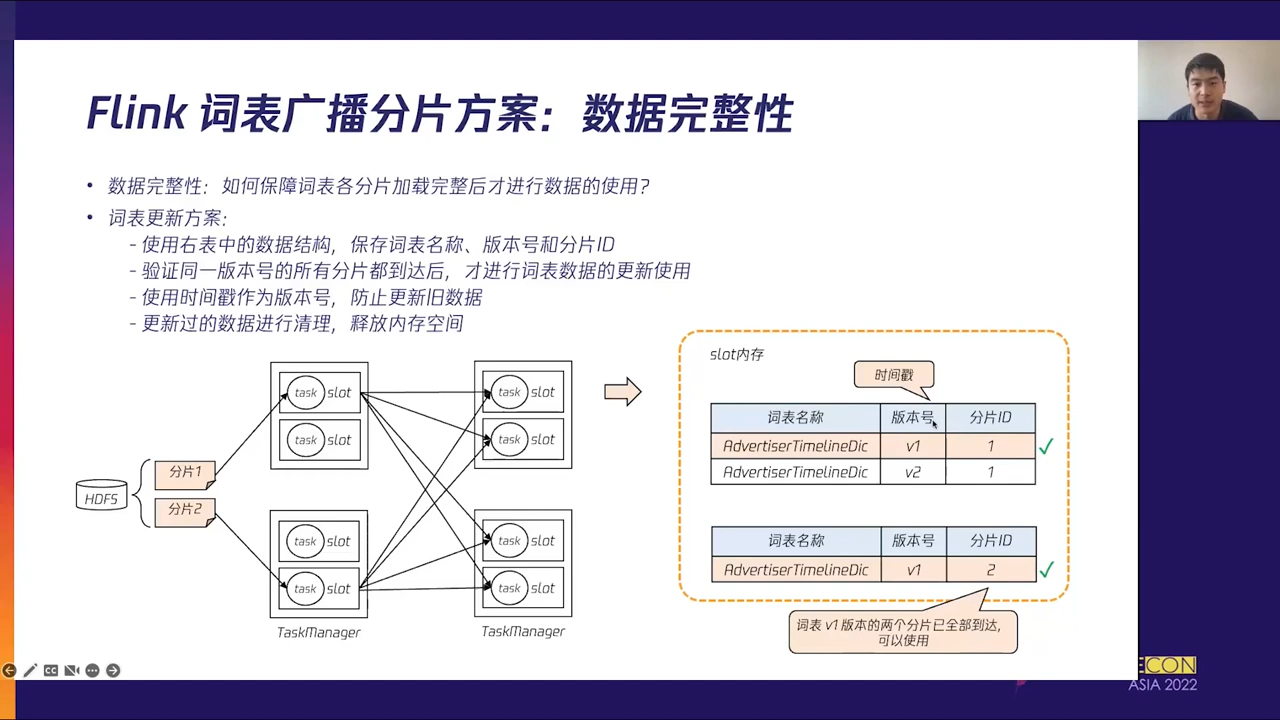 Flink 词表广播分片方案：数据完整性
• 数据完整性：如何保障词表各分片加载完整后才进行数据的使用？
• 词表更新方案：
- 使用右表中的数据结构，保存词表名称、版本号和分片ID
- 验证同一版本号的所有分片都到达后，才进行词表数据的更新使用
- 使用时间戳作为版本号，防止更新旧数据
- 更新过的数据进行清理，释放内存空间
HDFS
分片1
分片2
task slot
task slot
task slot
task slot
TaskManager
task slot
task slot
task slot
task slot
TaskManager
slot内存
时间戳
词表名称 版本号 分片ID
AdvertiserTimelineDic v1 1
AdvertiserTimelineDic v2 1
词表名称 版本号 分片ID
AdvertiserTimelineDic v1 2
词表 v1 版本的两个分片已全部到达，
可以使用
CC
ECON
ASIA 2022